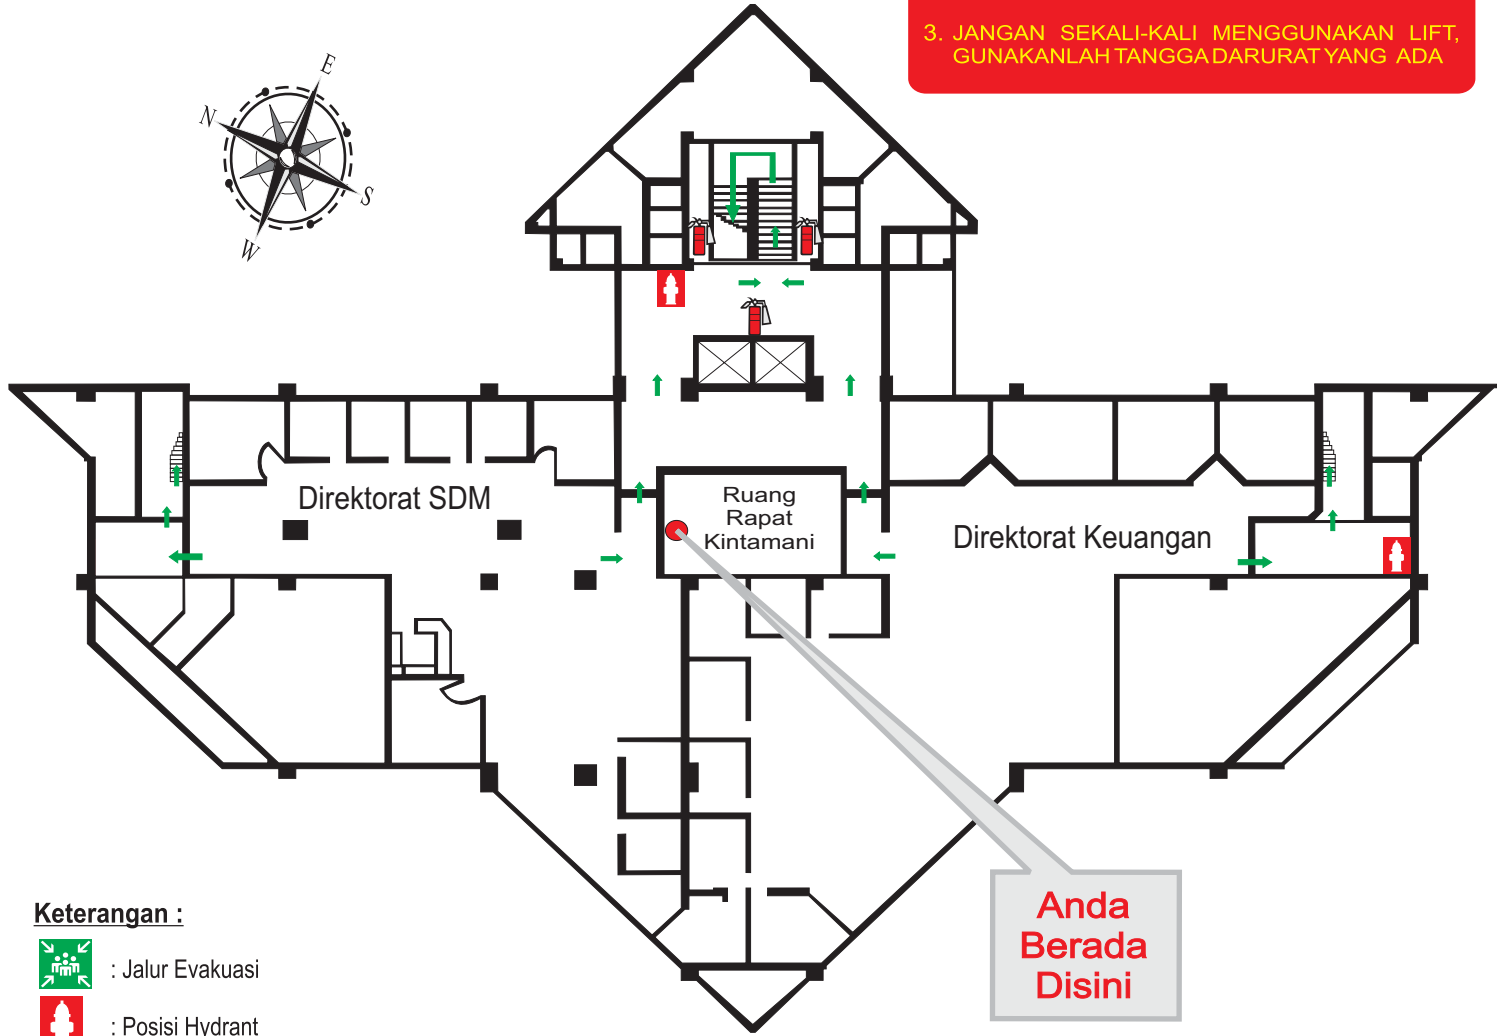 3. JANGAN SEKALI-KALI MENGGUNAKAN LIFT,
GUNAKANLAH TANGGA DARURAT YANG ADA
E
N
S
W
Direktorat SDM
Ruang
Rapat
Kintamani
Direktorat Keuangan
Anda
Berada
Disini
Keterangan :
: Jalur Evakuasi
: Posisi Hydrant